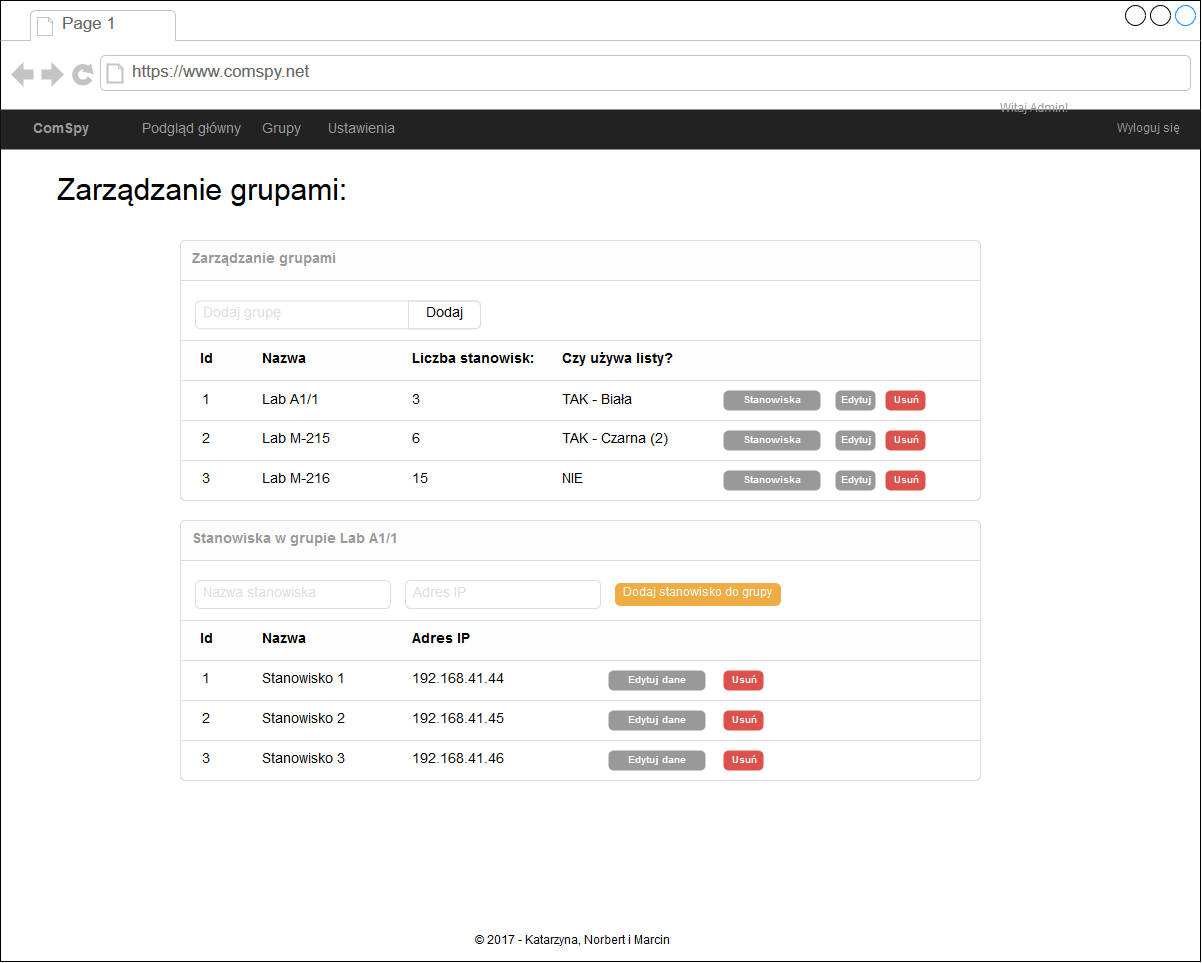 Page 1
https://www.comspy.net
Witaj Admin!
ComSpy Podgląd główny Grupy Ustawienia Wyloguj się
Zarządzanie grupami:
Zarządzanie grupami
Dodaj grupę Dodaj
Id Nazwa Liczba stanowisk: Czy używa listy?
1 Lab A1/1 3 TAK - Biała Stanowiska Edytuj Usuń
2 Lab M-215 6 TAK - Czarna (2) Stanowiska Edytuj Usuń
3 Lab M-216 15 NIE Stanowiska Edytuj Usuń
Stanowiska w grupie Lab A1/1
Nazwa stanowiska Adres IP Dodaj stanowisko do grupy
Id Nazwa Adres IP
1 Stanowisko 1 192.168.41.44 Edytuj dane Usuń
2 Stanowisko 2 192.168.41.45 Edytuj dane Usuń
3 Stanowisko 3 192.168.41.46 Edytuj dane Usuń
© 2017 - Katarzyna, Norbert i Marcin